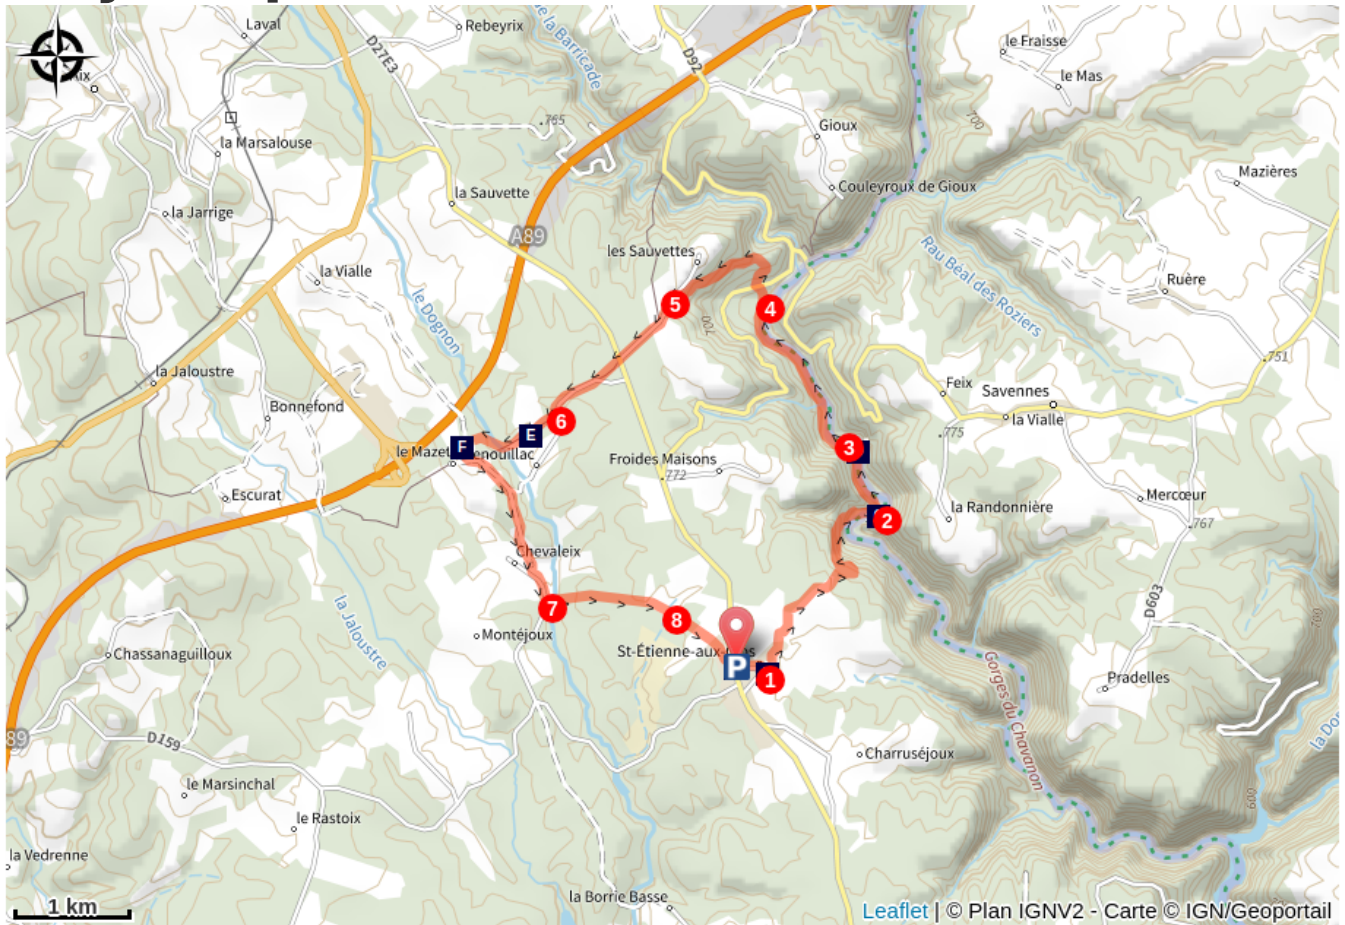 Laval
Rebeyrix
D27E3
de la Barricade
D92
le Fraisse
le Mas
.765
700
Gioux
la Marsalouse
Couleyroux de Gioux
Mazières
la Sauvette
la Jarrige
A89
les Sauvettes
Rau Béal des Roziers
la Vialle
Ruère
le Dognon
5
4
700
.751
la Jaloustre
Feix
Savennes
Bonnefond
la Vialle
6
E
F
.775
3
le Mazet
Froides Maisons
.772
Escurat
la Randonnière
Mercœur
.767
2
Chevaleix
D603
la Jaloustre
7
8
700
Montéjoux
St-Étienne-aux-
P
1
Chassanaguilloux
Gorges du Chavanon
Pradelles
89
D159
Charruséjoux
le Marsinchal
600
le Rastoix
la Vedrenne
la Borrie Basse
1 km
Leaflet | © Plan IGNV2 - Carte © IGN/Geoportail